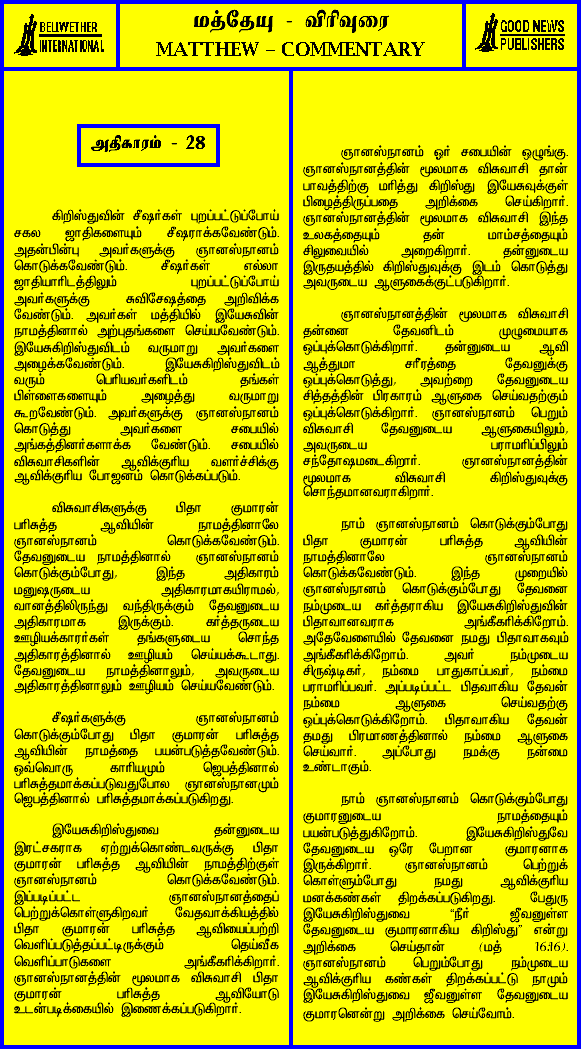 BELIWETHER
INTERNATIONAL
மத்தேயு - விரிவுரை
MATTHEW – COMMENTARY
GOOD NEWS
PUBLISHERS
அதிகாரம் - 28
கிறிஸ்துவின் சீஷர்கள் புறப்பட்டுப்போய்
சகல ஜாதிகளையும் சீஷராக்கவேண்டும்.
அதன்பின்பு அவர்களுக்கு ஞானஸ்நானம்
கொடுக்கவேண்டும். சீஷர்கள் எல்லா
ஜாதியாரிடத்திலும் புறப்பட்டுப்போய்
அவர்களுக்கு சுவிசேஷத்தை அறிவிக்க
வேண்டும். அவர்கள் மத்தியில் இயேசுவின்
நாமத்தினால் அற்புதங்களை செய்யவேண்டும்.
இயேசுகிறிஸ்துவிடம் வருமாறு அவர்களை
அழைக்கவேண்டும். இயேசுகிறிஸ்துவிடம்
வரும் பெரியவர்களிடம் தங்கள்
பிள்ளைகளையும் அழைத்து வருமாறு
கூறவேண்டும். அவர்களுக்கு ஞானஸ்நானம்
கொடுத்து அவர்களை சபையில்
அங்கத்தினர்களாக்க வேண்டும். சபையில்
விசுவாசிகளின் ஆவிக்குரிய வளர்ச்சிக்கு
ஆவிக்குரிய போஜனம் கொடுக்கப்படும்.
விசுவாசிகளுக்கு பிதா குமாரன்
பரிசுத்த ஆவியின் நாமத்தினாலே
ஞானஸ்நானம் கொடுக்கவேண்டும்.
தேவனுடைய நாமத்தினால் ஞானஸ்நானம்
கொடுக்கும்போது, இந்த அதிகாரம்
மனுஷருடைய அதிகாரமாகயிராமல்,
வானத்திலிருந்து வந்திருக்கும் தேவனுடைய
அதிகாரமாக இருக்கும். கர்த்தருடைய
ஊழியக்காரர்கள் தங்களுடைய சொந்த
அதிகாரத்தினால் ஊழியம் செய்யக்கூடாது.
தேவனுடைய நாமத்தினாலும், அவருடைய
அதிகாரத்தினாலும் ஊழியம் செய்யவேண்டும்.
சீஷர்களுக்கு ஞானஸ்நானம்
கொடுக்கும்போது பிதா குமாரன் பரிசுத்த
ஆவியின் நாமத்தை பயன்படுத்தவேண்டும்.
ஒவ்வொரு காரியமும் ஜெபத்தினால்
பரிசுத்தமாக்கப்படுவதுபோல ஞானஸ்நானமும்
ஜெபத்தினால் பரிசுத்தமாக்கப்படுகிறது.
இயேசுகிறிஸ்துவை தன்னுடைய
இரட்சகராக ஏற்றுக்கொண்டவருக்கு பிதா
குமாரன் பரிசுத்த ஆவியின் நாமத்திற்குள்
ஞானஸ்நானம் கொடுக்கவேண்டும்.
இப்படிப்பட்ட ஞானஸ்நானத்தைப்
பெற்றுக்கொள்ளுகிறவர் வேதவாக்கியத்தில்
பிதா குமாரன் பரிசுத்த ஆவியைப்பற்றி
வெளிப்படுத்தப்பட்டிருக்கும் தெய்வீக
வெளிப்பாடுகளை அங்கீகரிக்கிறார்.
ஞானஸ்நானத்தின் மூலமாக விசுவாசி பிதா
குமாரன் பரிசுத்த ஆவியோடு
உடன்படிக்கையில் இணைக்கப்படுகிறார்.
ஞானஸ்நானம் ஓர் சபையின் ஒழுங்கு.
ஞானஸ்நானத்தின் மூலமாக விசுவாசி தான்
பாவத்திற்கு மரித்து கிறிஸ்து இயேசுவுக்குள்
பிழைத்திருப்பதை அறிக்கை செய்கிறார்.
ஞானஸ்நானத்தின் மூலமாக விசுவாசி இந்த
உலகத்தையும் தன் மாம்சத்தையும்
சிலுவையில் அறைகிறார். தன்னுடைய
இருதயத்தில் கிறிஸ்துவுக்கு இடம் கொடுத்து
அவருடைய ஆளுகைக்குட்படுகிறார்.
ஞானஸ்நானத்தின் மூலமாக விசுவாசி
தன்னை தேவனிடம் முழுமையாக
ஒப்புக்கொடுக்கிறார். தன்னுடைய ஆவி
ஆத்துமா சரீரத்தை தேவனுக்கு
ஒப்புக்கொடுத்து, அவற்றை தேவனுடைய
சித்தத்தின் பிரகாரம் ஆளுகை செய்வதற்கும்
ஒப்புக்கொடுக்கிறார். ஞானஸ்நானம் பெறும்
விசுவாசி தேவனுடைய ஆளுகையிலும்,
அவருடைய பராமரிப்பிலும்
சந்தோஷமடைகிறார். ஞானஸ்நானத்தின்
மூலமாக விசுவாசி கிறிஸ்துவுக்கு
சொந்தமானவராகிறார்.
நாம் ஞானஸ்நானம் கொடுக்கும்போது
பிதா குமாரன் பரிசுத்த ஆவியின்
நாமத்தினாலே ஞானஸ்நானம்
கொடுக்கவேண்டும். இந்த முறையில்
ஞானஸ்நானம் கொடுக்கும்போது தேவனை
நம்முடைய கர்த்தராகிய இயேசுகிறிஸ்துவின்
பிதாவானவராக அங்கீகரிக்கிறோம்.
அதேவேளையில் தேவனை நமது பிதாவாகவும்
அங்கீகரிக்கிறோம். அவர் நம்முடைய
சிருஷ்டிகர், நம்மை பாதுகாப்பவர், நம்மை
பராமரிப்பவர். அப்படிப்பட்ட பிதவாகிய தேவன்
நம்மை ஆளுகை செய்வதற்கு
ஒப்புக்கொடுக்கிறோம். பிதாவாகிய தேவன்
தமது பிரமாணத்தினால் நம்மை ஆளுகை
செய்வார். அப்போது நமக்கு நன்மை
உண்டாகும்.
நாம் ஞானஸ்நானம் கொடுக்கும்போது
குமாரனுடைய நாமத்தையும்
பயன்படுத்துகிறோம். இயேசுகிறிஸ்துவே
தேவனுடைய ஒரே பேறான குமாரனாக
இருக்கிறார். ஞானஸ்நானம் பெற்றுக்
கொள்ளும்போது நமது ஆவிக்குரிய
மனக்கண்கள் திறக்கப்படுகிறது. பேதுரு
இயேசுகிறிஸ்துவை "நீர் ஜீவனுள்ள
தேவனுடைய குமாரனாகிய கிறிஸ்து" என்று
அறிக்கை செய்தான் (மத் 16:16).
ஞானஸ்நானம் பெறும்போது நம்முடைய
ஆவிக்குரிய கண்கள் திறக்கப்பட்டு நாமும்
இயேசுகிறிஸ்துவை ஜீவனுள்ள தேவனுடைய
குமாரனென்று அறிக்கை செய்வோம்.